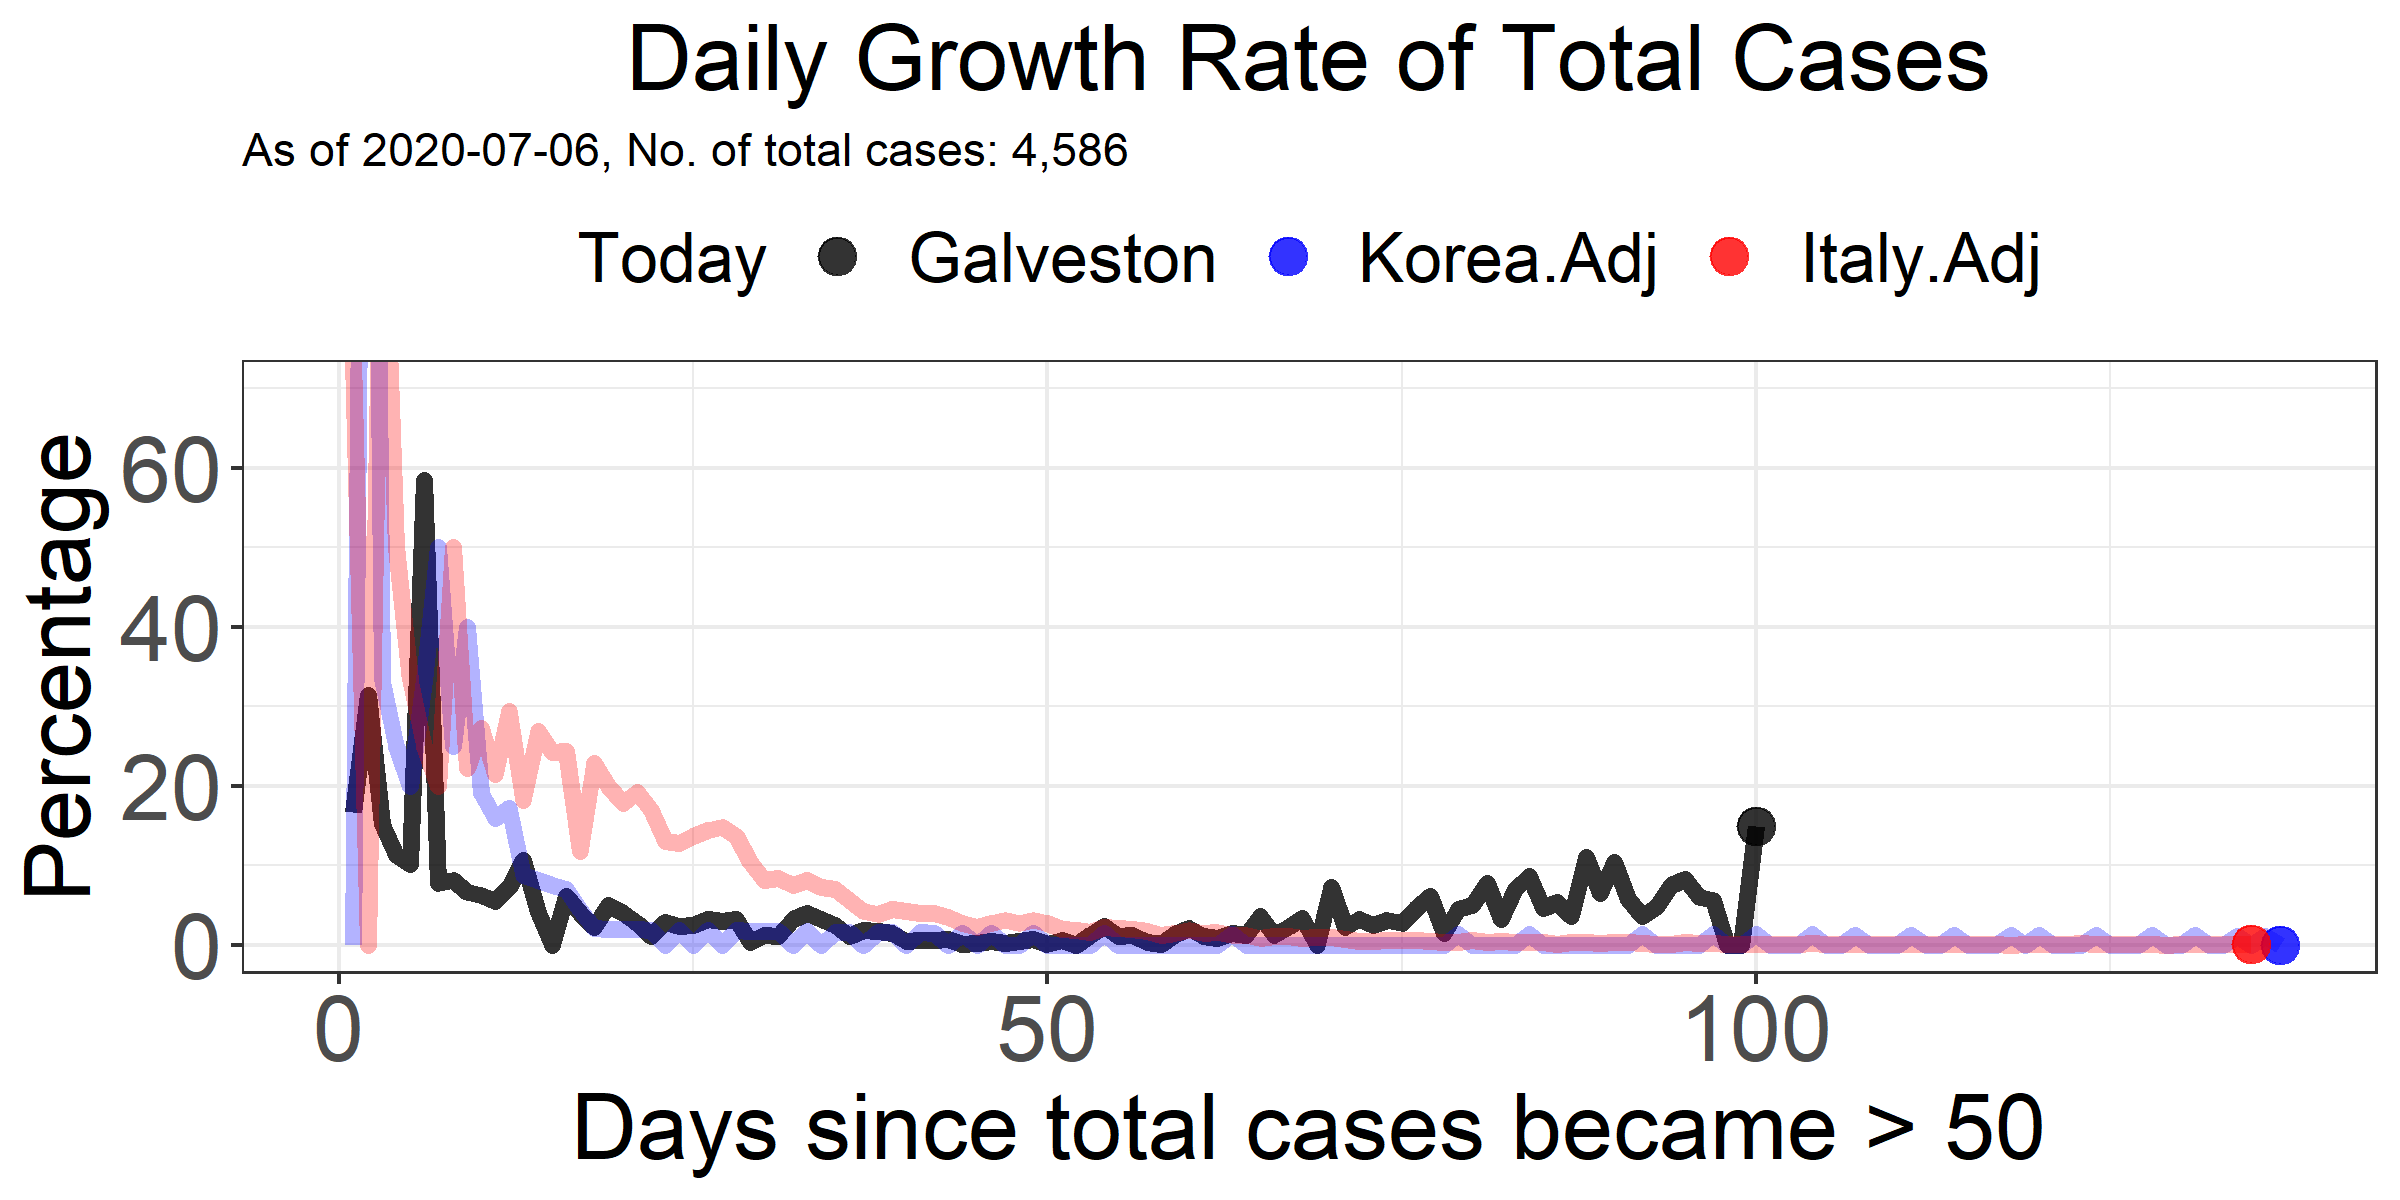 Daily Growth Rate of Total Cases
As of 2020-07-06, No. of total cases: 4,586
Today Galveston Korea.Adj Italy.Adj
Percentage
60
40
20
0
0 50 100
Days since total cases became > 50